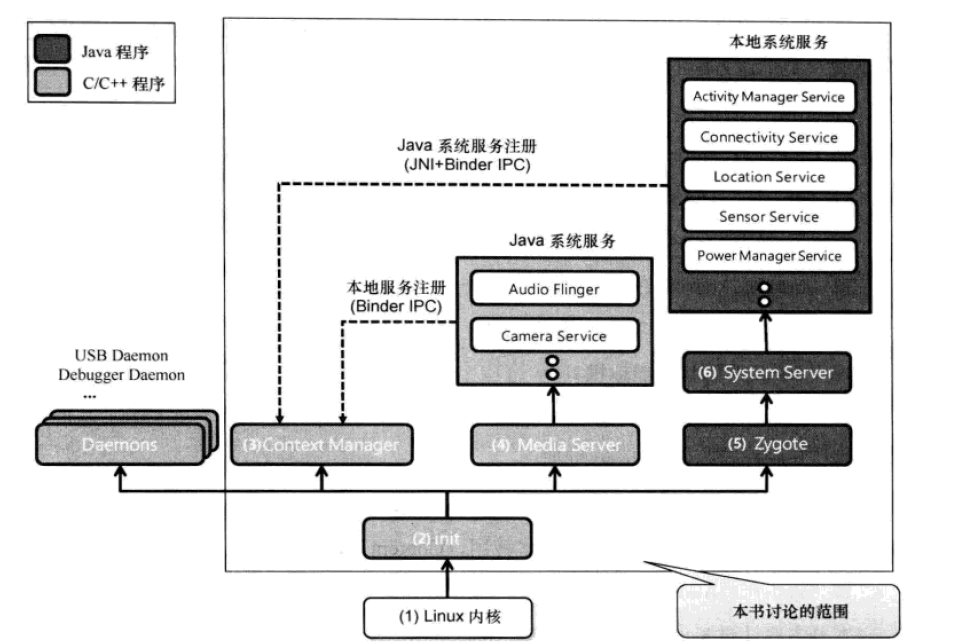 Java 程序
C/C++ 程序
本地系统服务
Activity Manager Service
Connectivity Service
Location Service
Sensor Service
Power Manager Service
Java 系统服务注册
(JNI+Binder IPC)
Java 系统服务
Audio Flinger
Camera Service
本地服务注册
(Binder IPC)
USB Daemon
Debugger Daemon
...
Daemons
(3)Context Manager
(4) Media Server
(5) Zygote
(6) System Server
(2) init
(1) Linux 内核
本书讨论的范围